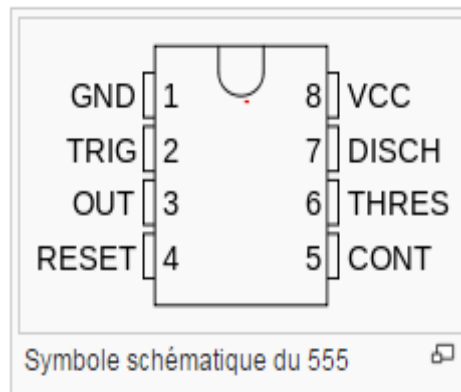 GND 1 8 VCC
TRIG 2 7 DISCH
OUT 3 6 THRES
RESET 4 5 CONT
Symbole schématique du 555